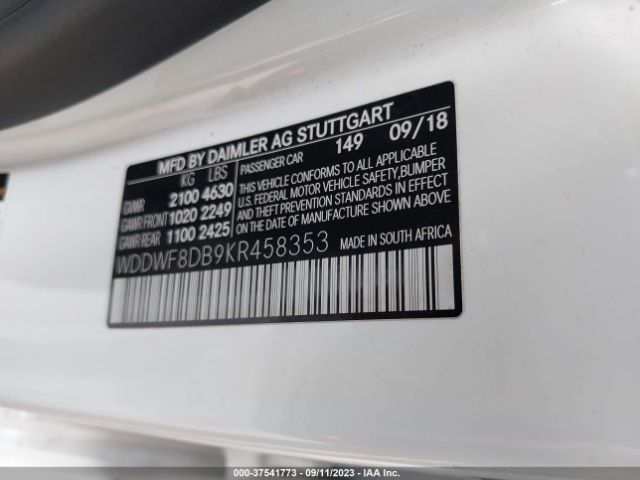 MFD BY DAIMLER AG STUTTGART
KG LBS
PASSENGER CAR 149 09/18
GVWR 2100 4630
GAWR FRONT 1020 2249
GAWR REAR 1100 2425
THIS VEHICLE CONFORMS TO ALL APPLICABLE
U.S. FEDERAL MOTOR VEHICLE SAFETY, BUMPER
AND THEFT PREVENTION STANDARDS IN EFFECT
ON THE DATE OF MANUFACTURE SHOWN ABOVE.
WDDWF8DB9KR458353 MADE IN SOUTH AFRICA
000-37541773 - 09/11/2023 - IAA Inc.